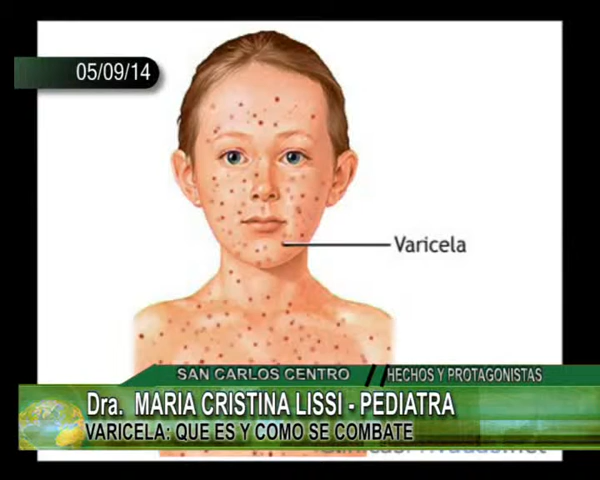 05/09/14
Varicela
SAN CARLOS CENTRO // HECHOS Y PROTAGONISTAS
Dra. MARIA CRISTINA LISSI - PEDIATRA
VARICELA: QUE ES Y COMO SE COMBATE